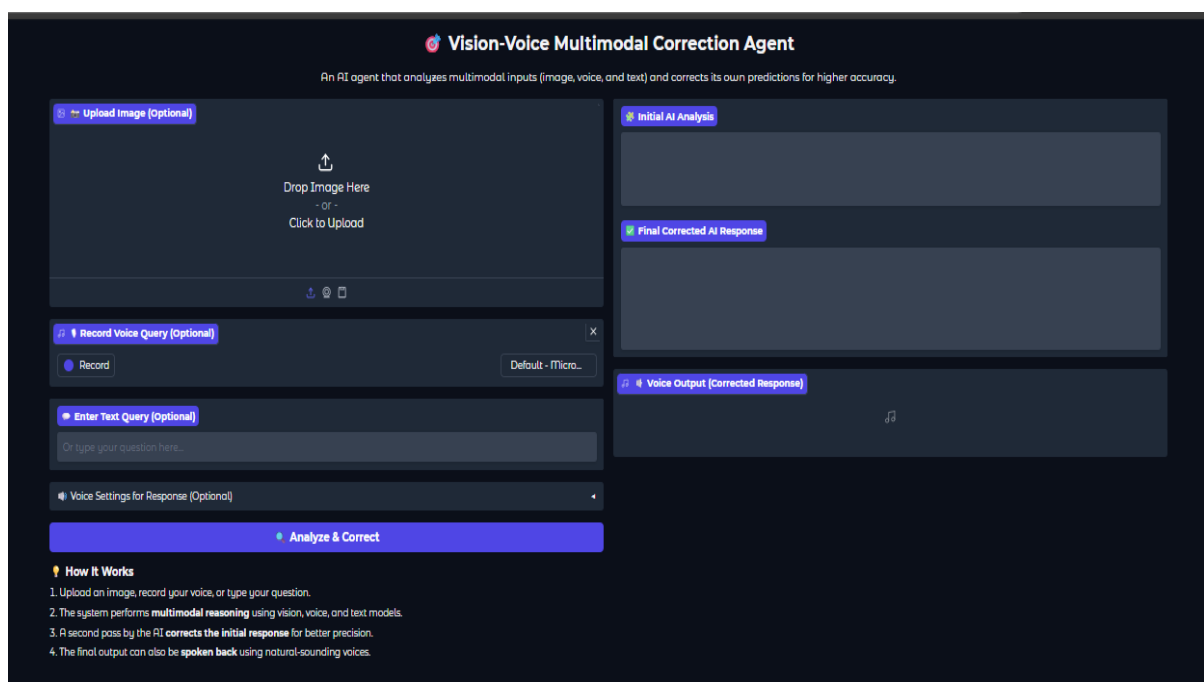 Vision-Voice Multimodal Correction Agent
An AI agent that analyzes multimodal inputs (image, voice, and text) and corrects its own predictions for higher accuracy.
Upload Image (Optional)
Drop Image Here
- or -
Click to Upload
Record Voice Query (Optional)
X
Record
Default - Micro...
Enter Text Query (Optional)
Or type your question here...
Voice Settings for Response (Optional)
Analyze & Correct
How It Works
1. Upload an image, record your voice, or type your question.
2. The system performs multimodal reasoning using vision, voice, and text models.
3. A second pass by the AI corrects the initial response for better precision.
4. The final output can also be spoken back using natural-sounding voices.
Initial AI Analysis
Final Corrected AI Response
Voice Output (Corrected Response)